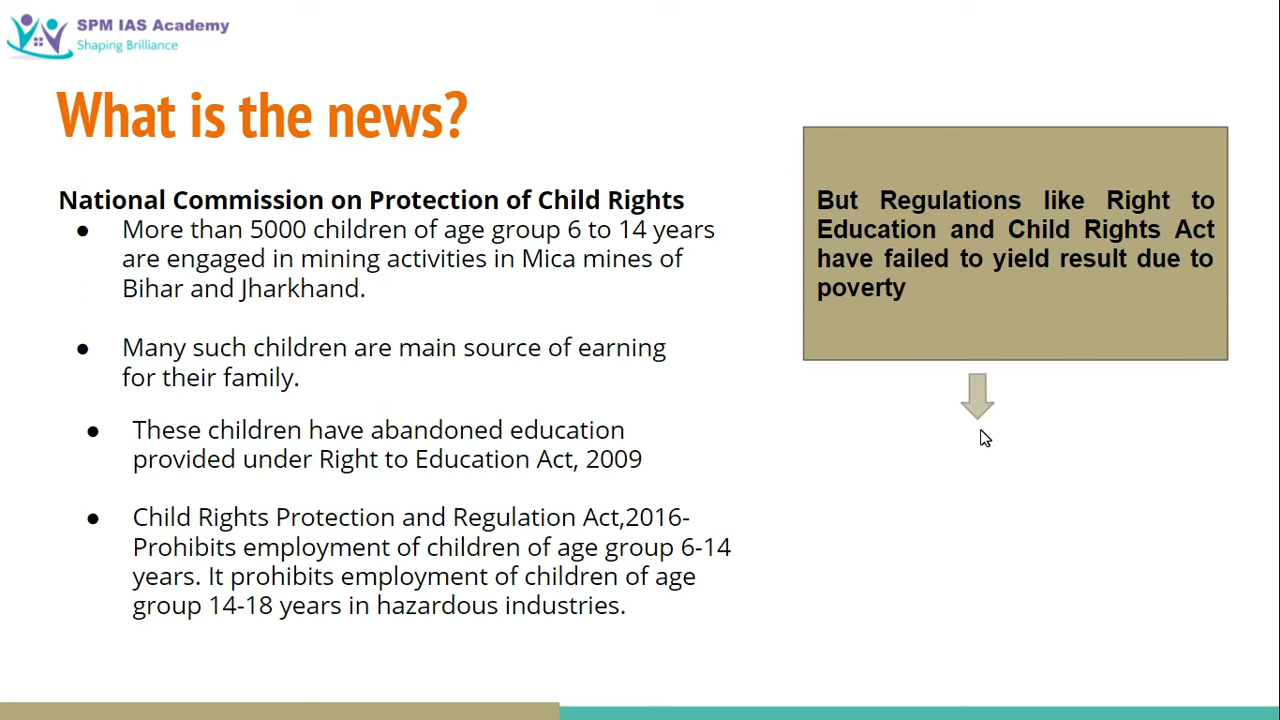 SPM IAS Academy
Shaping Brilliance
What is the news?
National Commission on Protection of Child Rights
● More than 5000 children of age group 6 to 14 years
are engaged in mining activities in Mica mines of
Bihar and Jharkhand.
● Many such children are main source of earning
for their family.
● These children have abandoned education
provided under Right to Education Act, 2009
● Child Rights Protection and Regulation Act,2016-
Prohibits employment of children of age group 6-14
years. It prohibits employment of children of age
group 14-18 years in hazardous industries.
But Regulations like Right to
Education and Child Rights Act
have failed to yield result due to
poverty